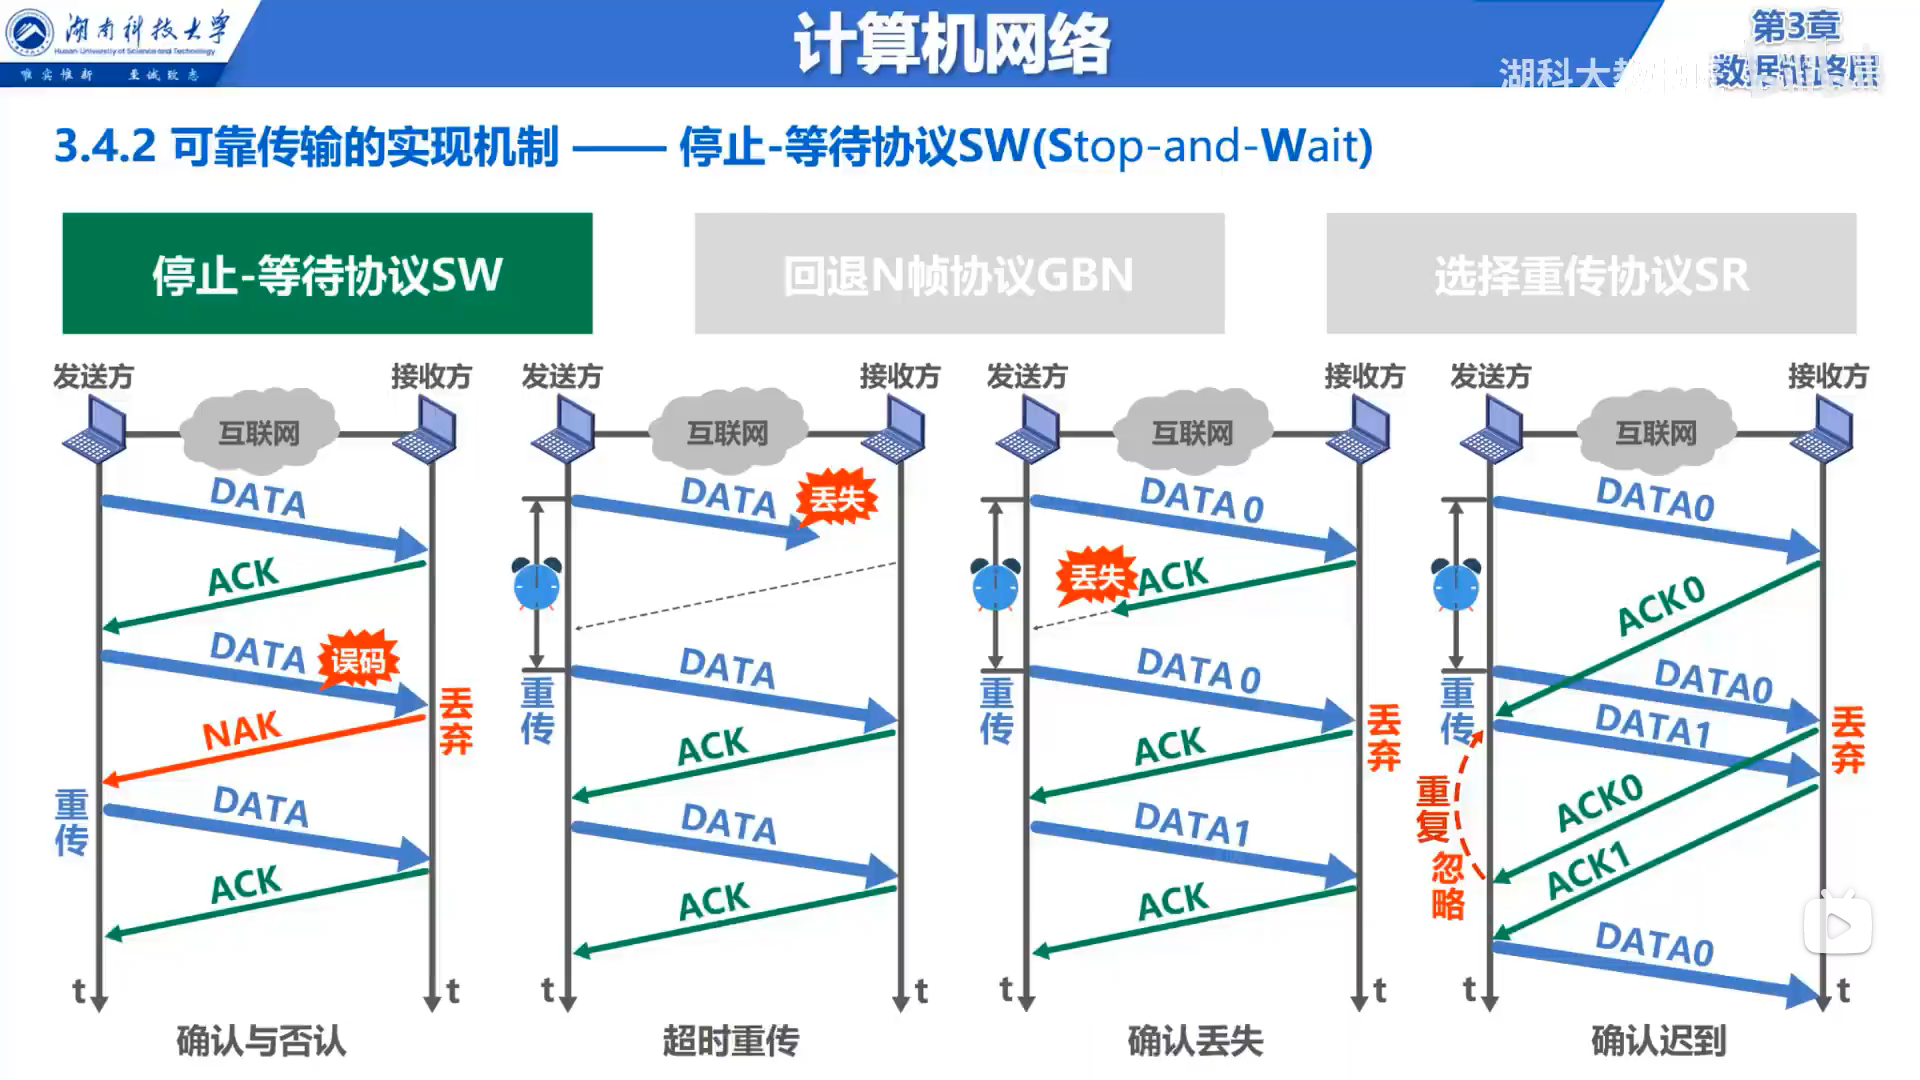 湖南科技大学
Hunan University of Science and Technology
唯实惟新 至诚致志
计算机网络
第3章
数据链路层
湖科大教
3.4.2 可靠传输的实现机制 —— 停止-等待协议SW(Stop-and-Wait)
停止-等待协议SW
回退N帧协议GBN
选择重传协议SR
发送方
接收方
互联网
DATA
ACK
DATA
误码
丢弃
NAK
重传
DATA
ACK
t
t
确认与否认
发送方
接收方
互联网
DATA
丢失
重传
DATA
ACK
DATA
ACK
t
t
超时重传
发送方
接收方
互联网
DATA 0
丢失
ACK
重传
DATA 0
丢弃
ACK
DATA1
ACK
t
t
确认丢失
发送方
接收方
互联网
DATA0
ACK0
重传
DATA0
丢弃
DATA1
重复
忽略
ACK0
ACK1
DATA0
t
t
确认迟到